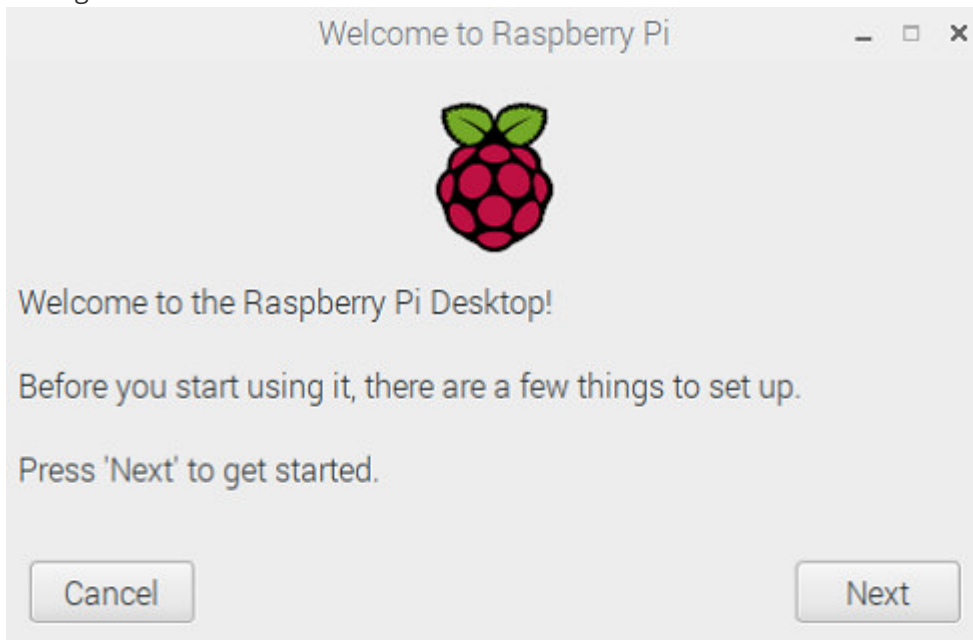 Welcome to Raspberry Pi
Welcome to the Raspberry Pi Desktop!
Before you start using it, there are a few things to set up.
Press 'Next' to get started.
Cancel
Next